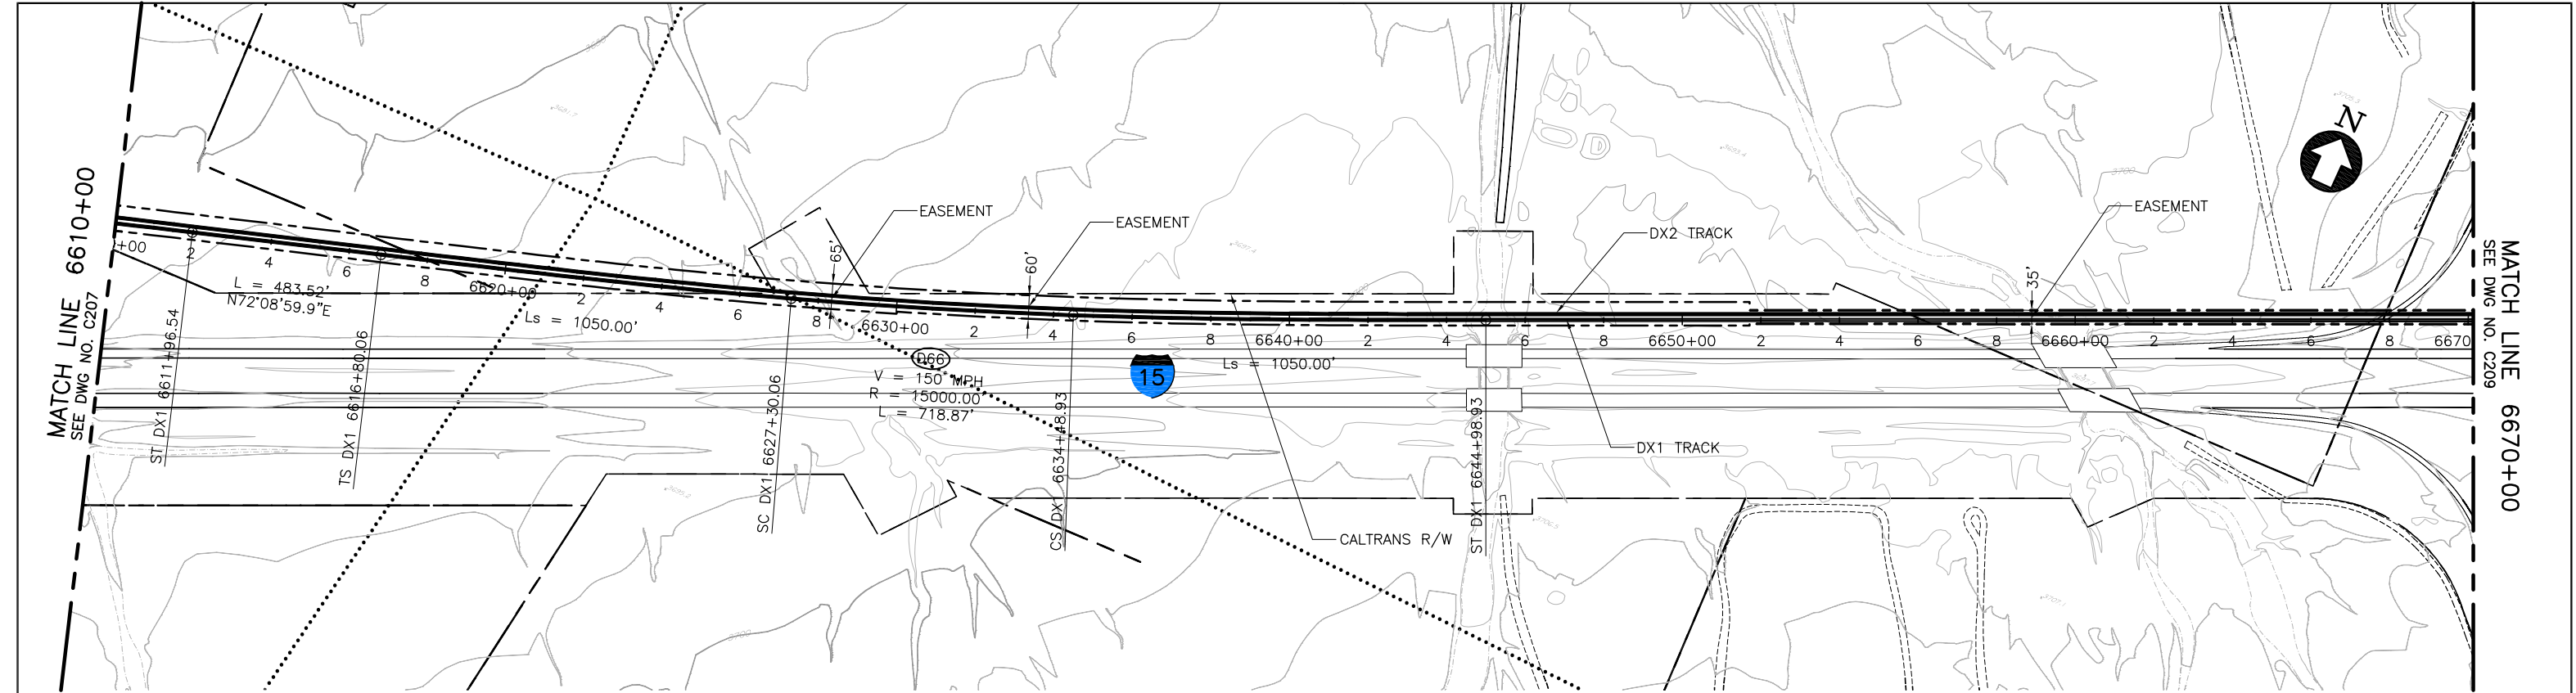 MATCH LINE 6610+00
SEE DWG NO. C207
+00
2
4
6
8
6620+00
2
4
6
8
6630+00
2
4
6
8
6640+00
2
4
6
8
6650+00
2
4
6
8
6660+00
2
4
6
8
6670
L = 483.52'
N72°08'59.9"E
Ls = 1050.00'
ST DX1 6611+96.54
TS DX1 6616+80.06
SC DX1 6627+30.06
CS DX1 6634+48.93
ST DX1 6644+98.93
65'
EASEMENT
60'
EASEMENT
D66
V = 150 MPH
R = 15000.00'
L = 718.87'
15
Ls = 1050.00'
CALTRANS R/W
DX2 TRACK
DX1 TRACK
35'
EASEMENT
N
3700
3700
3700
MATCH LINE 6670+00
SEE DWG NO. C209